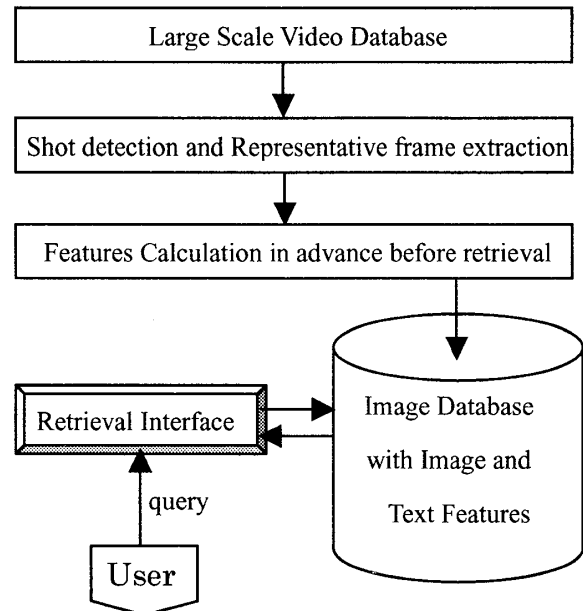 Large Scale Video Database
Shot detection and Representative frame extraction
Features Calculation in advance before retrieval
Retrieval Interface
Image Database
with Image and
Text Features
query
User